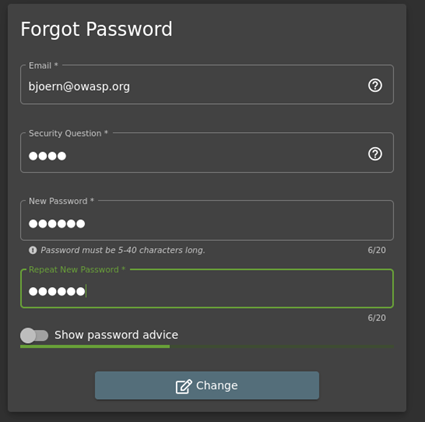 Forgot Password
Email *
bjoern@owasp.org
Security Question *
●●●●
New Password *
●●●●●●
Password must be 5-40 characters long.
6/20
Repeat New Password *
●●●●●●
6/20
Show password advice
Change